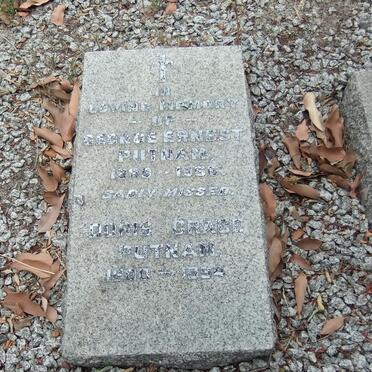 IN
LOVING MEMORY
OF
GEORGE ERNEST
PUTNAM
SADLY MISSED.
DORIS GRACE
PUTNAM